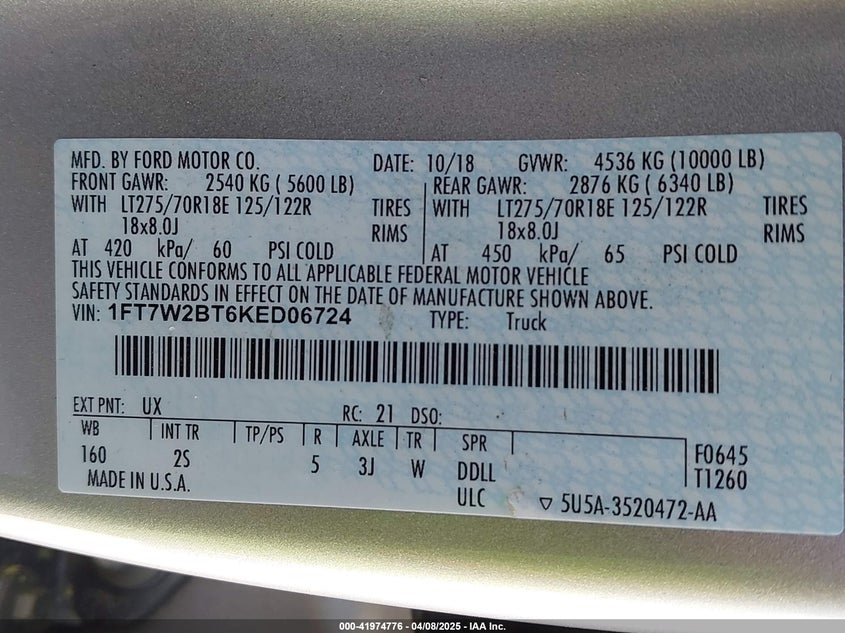 MFD. BY FORD MOTOR CO. DATE: 10/18 GVWR: 4536 KG (10000 LB)
FRONT GAWR: 2540 KG ( 5600 LB) REAR GAWR: 2876 KG ( 6340 LB)
WITH LT275/70R18E 125/122R TIRES WITH LT275/70R18E 125/122R TIRES
18x8.0J RIMS 18x8.0J RIMS
AT 420 kPa/ 60 PSI COLD AT 450 kPa/ 65 PSI COLD
THIS VEHICLE CONFORMS TO ALL APPLICABLE FEDERAL MOTOR VEHICLE
SAFETY STANDARDS IN EFFECT ON THE DATE OF MANUFACTURE SHOWN ABOVE.
VIN: 1FT7W2BT6KED06724 TYPE: Truck
EXT PNT: UX RC: 21 DSO:
WB INT TR TP/PS R AXLE TR SPR F0645
160 2S 5 3J W DDLL T1260
MADE IN U.S.A. ULC ▽ 5U5A-3520472-AA
000-41974776 - 04/08/2025 - IAA Inc.